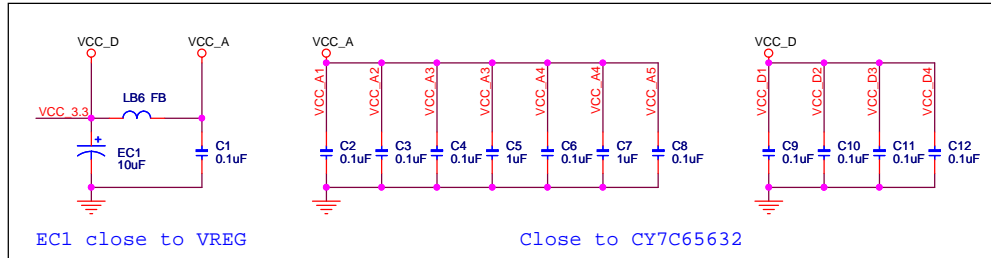 VCC_D
VCC_A
VCC_3.3
LB6 FB
+
EC1
10uF
C1
0.1uF
EC1 close to VREG
VCC_A
VCC_A1
VCC_A2
VCC_A3
VCC_A3
VCC_A4
VCC_A4
VCC_A5
C2
0.1uF
C3
0.1uF
C4
0.1uF
C5
1uF
C6
0.1uF
C7
1uF
C8
0.1uF
Close to CY7C65632
VCC_D
VCC_D1
VCC_D2
VCC_D3
VCC_D4
C9
0.1uF
C10
0.1uF
C11
0.1uF
C12
0.1uF